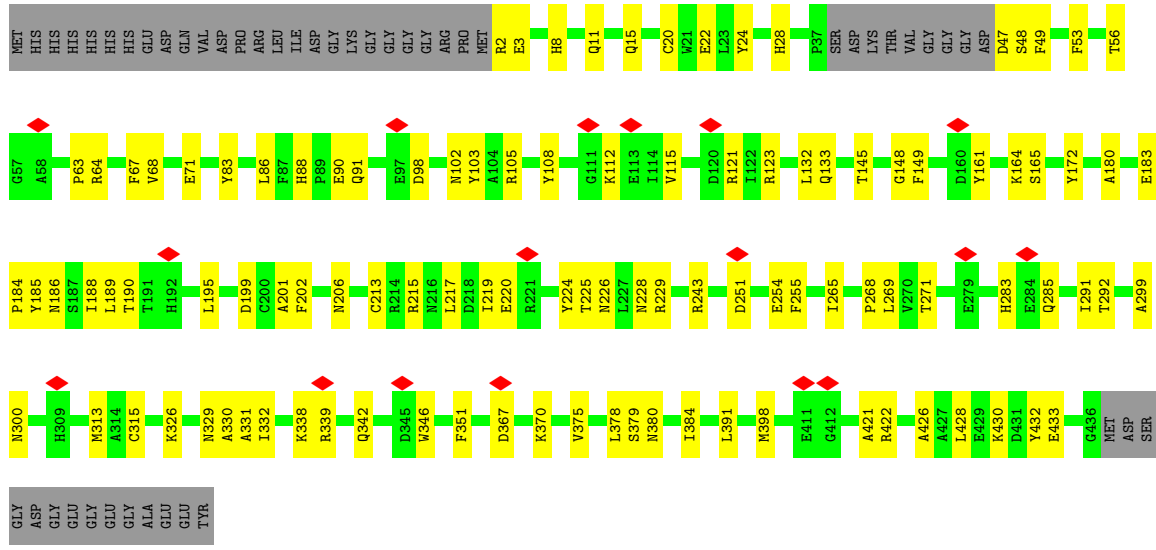 MET HIS HIS HIS HIS HIS HIS GLU ASP GLN VAL ASP PRO ARG LEU ILE ASP GLY LYS GLY GLY GLY GLY ARG PRO MET R2 E3 H8 Q11 Q15 C20 W21 E22 L23 Y24 H28 P37 SER ASP LYS THR VAL GLY GLY GLY ASP D47 S48 F49 F53 T56
G57 A58 P63 R64 F67 V68 E71 Y83 L86 F87 H88 P89 E90 Q91 E97 D98 N102 Y103 A104 R105 Y108 G111 K112 E113 I114 V115 D120 R121 I122 R123 L132 Q133 T145 G148 F149 D160 Y161 K164 S165 Y172 A180 E183
P184 Y185 N186 S187 I188 L189 T190 T191 H192 L195 D199 C200 A201 F202 N206 C213 R214 R215 N216 L217 D218 I219 E220 R221 Y224 T225 N226 L227 N228 R229 R243 D251 E254 F255 I265 P268 L269 V270 T271 E279 H283 E284 Q285 I291 T292 A299
N300 H309 M313 A314 C315 K326 N329 A330 A331 I332 K338 R339 Q342 D345 W346 F351 D367 K370 V375 L378 S379 N380 I384 L391 M398 E411 G412 A421 R422 A426 A427 L428 E429 K430 D431 Y432 E433 G436 MET ASP SER
GLY ASP GLY GLU GLY GLU GLY ALA GLU GLU TYR